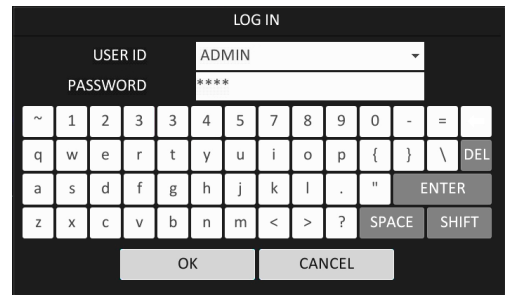 LOG IN
USER ID ADMIN
PASSWORD ****
~ 1 2 3 3 4 5 7 8 9 0 - =
q w e r t y u i o p { } \ DEL
a s d f g h j k l . " ENTER
z x c v b n m < > ? SPACE SHIFT
OK CANCEL